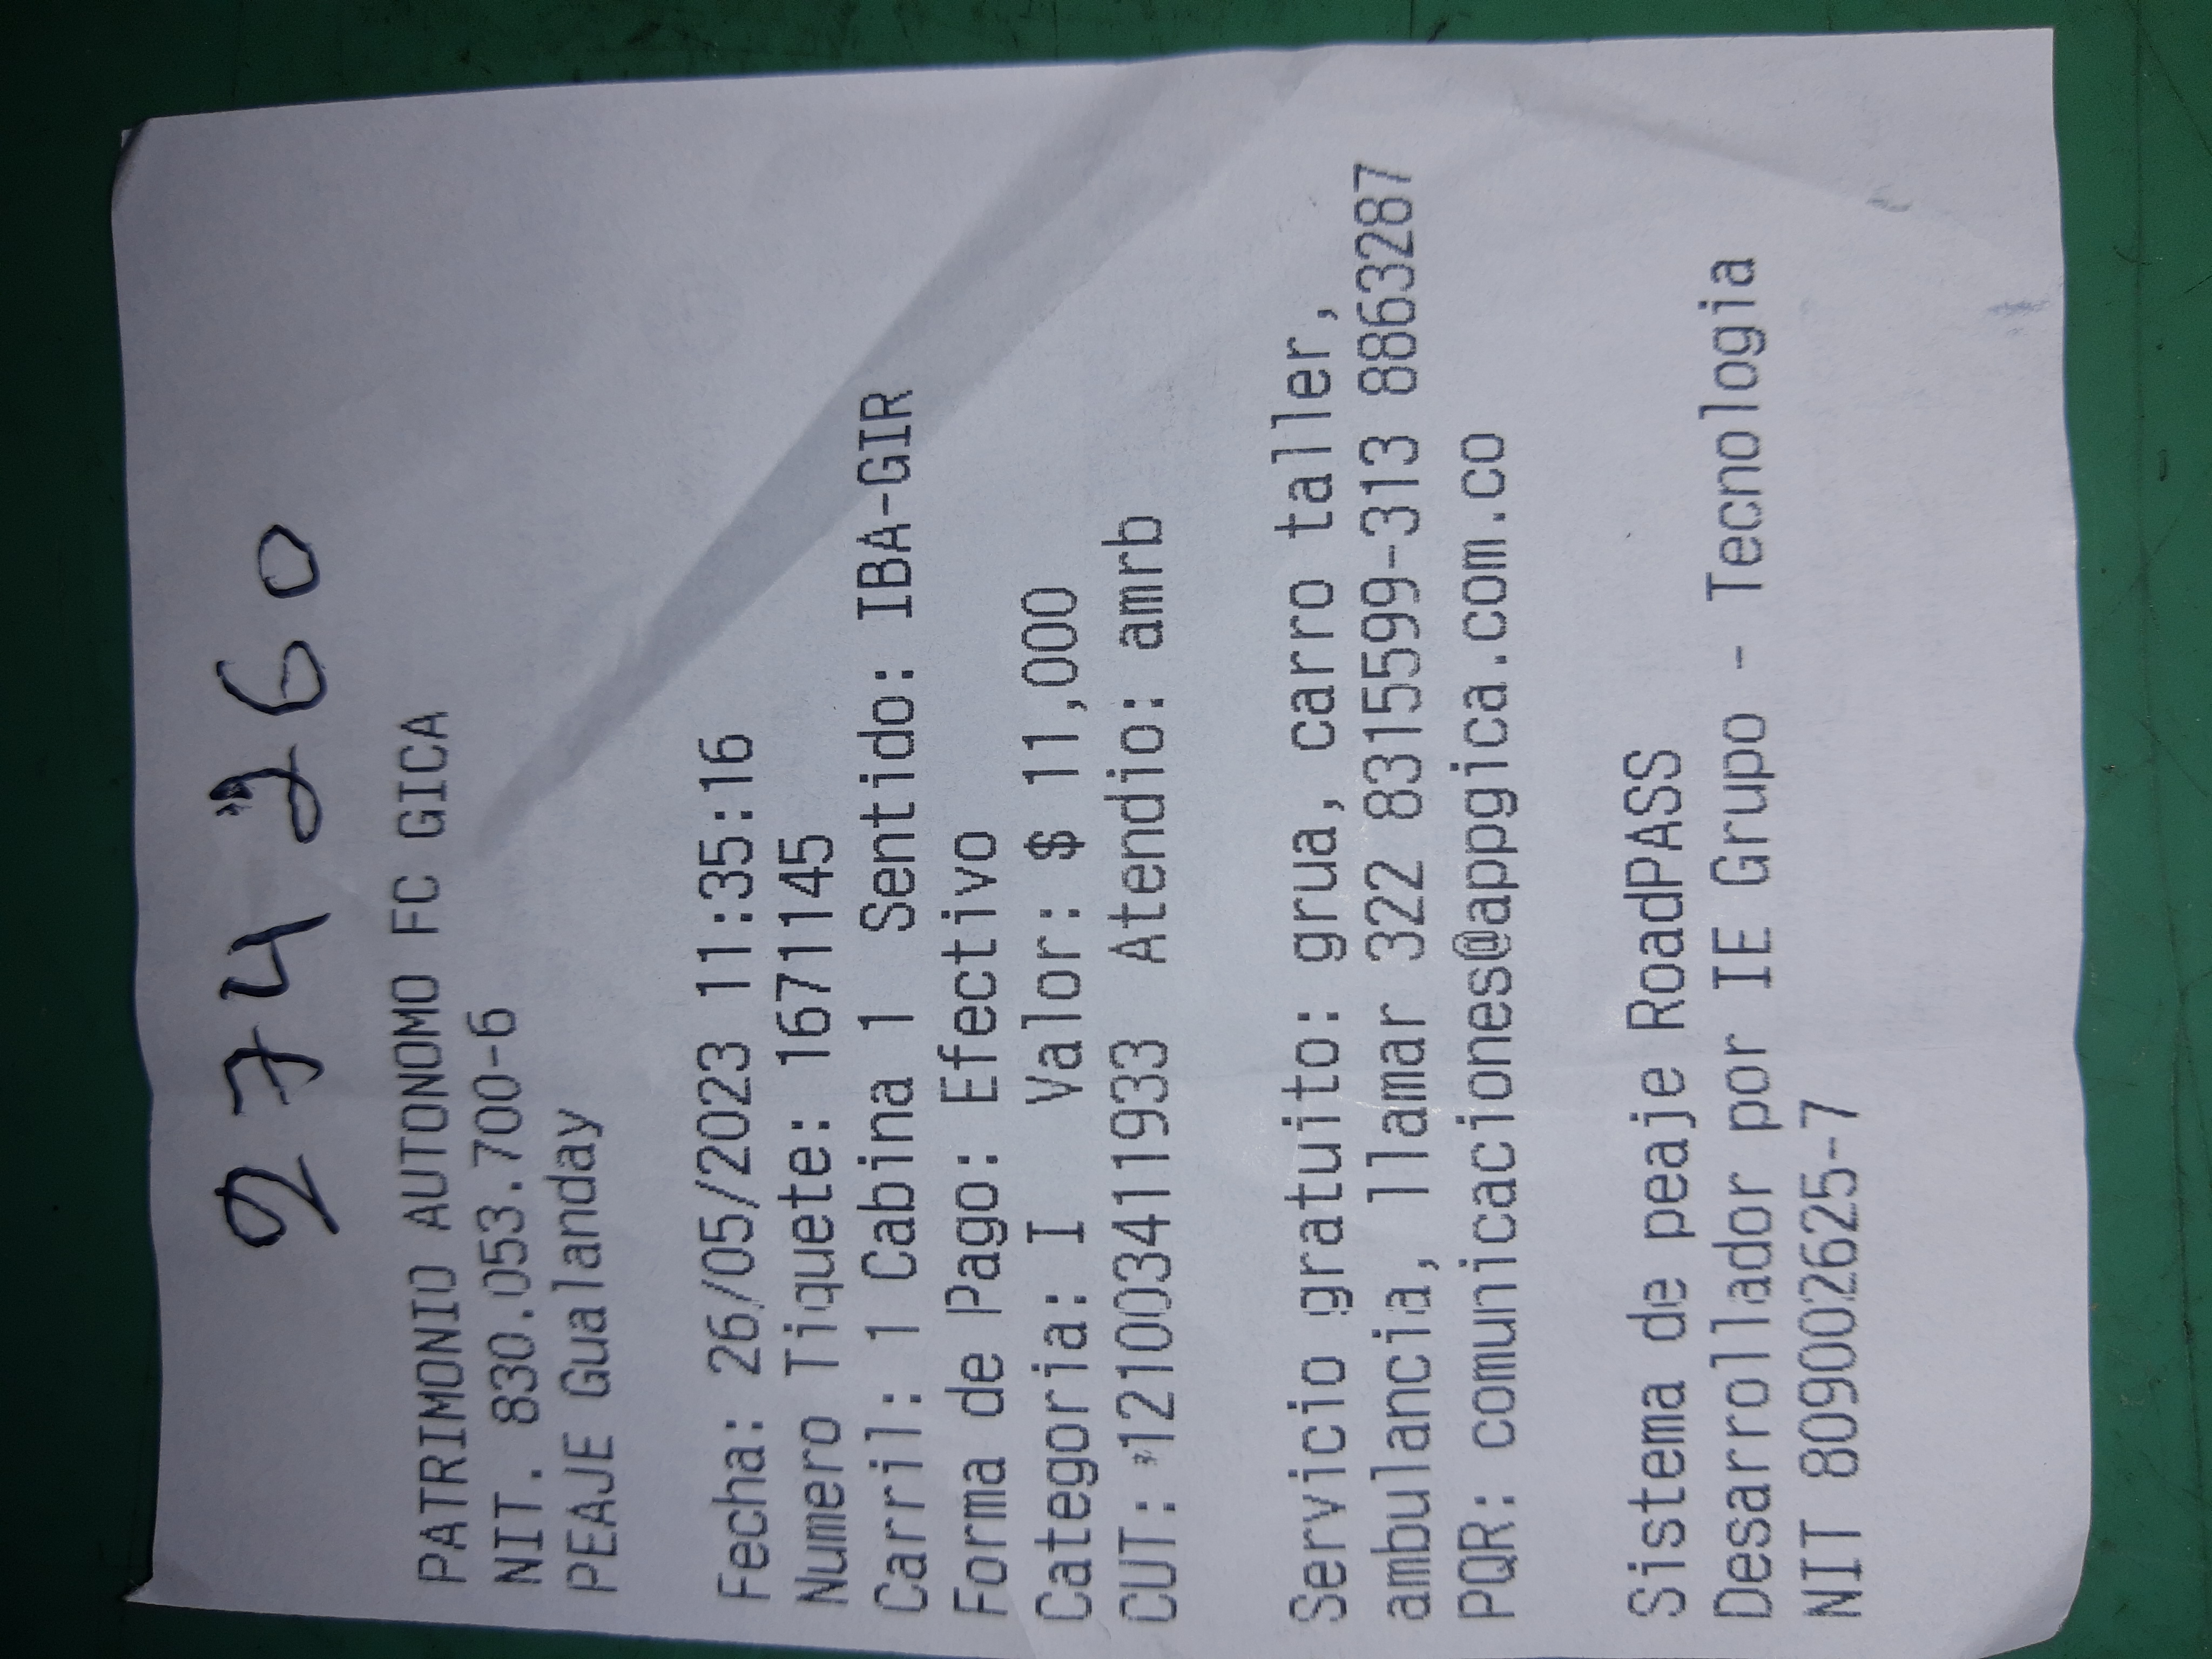 274260
PATRIMONIO AUTONOMO FC GICA
NIT. 830.053.700-6
PEAJE Gualanday
Fecha: 26/05/2023 11:35:16
Numero Tiquete: 1671145
Carril: 1 Cabina 1 Sentido: IBA-GIR
Forma de Pago: Efectivo
Categoria: I Valor: $ 11,000
CUT: *121003411933 Atendio: amrb
Servicio gratuito: grua, carro taller,
ambulancia, llamar 322 8315599-313 8863287
PQR: comunicaciones@appgica.com.co
Sistema de peaje RoadPASS
Desarrollador por IE Grupo - Tecnologia
NIT 809002625-7